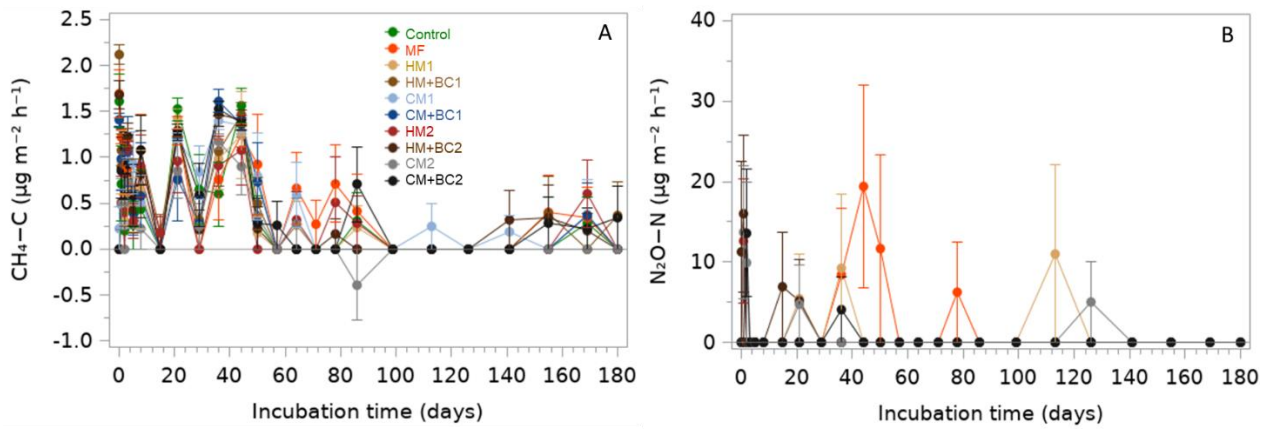 A
CH₄−C (µg m⁻² h⁻¹)
2.5
2.0
1.5
1.0
0.5
0.0
-0.5
-1.0
Control
MF
HM1
HM+BC1
CM1
CM+BC1
HM2
HM+BC2
CM2
CM+BC2
0 20 40 60 80 100 120 140 160 180
Incubation time (days)
B
N₂O−N (µg m⁻² h⁻¹)
40
30
20
10
0
0 20 40 60 80 100 120 140 160 180
Incubation time (days)